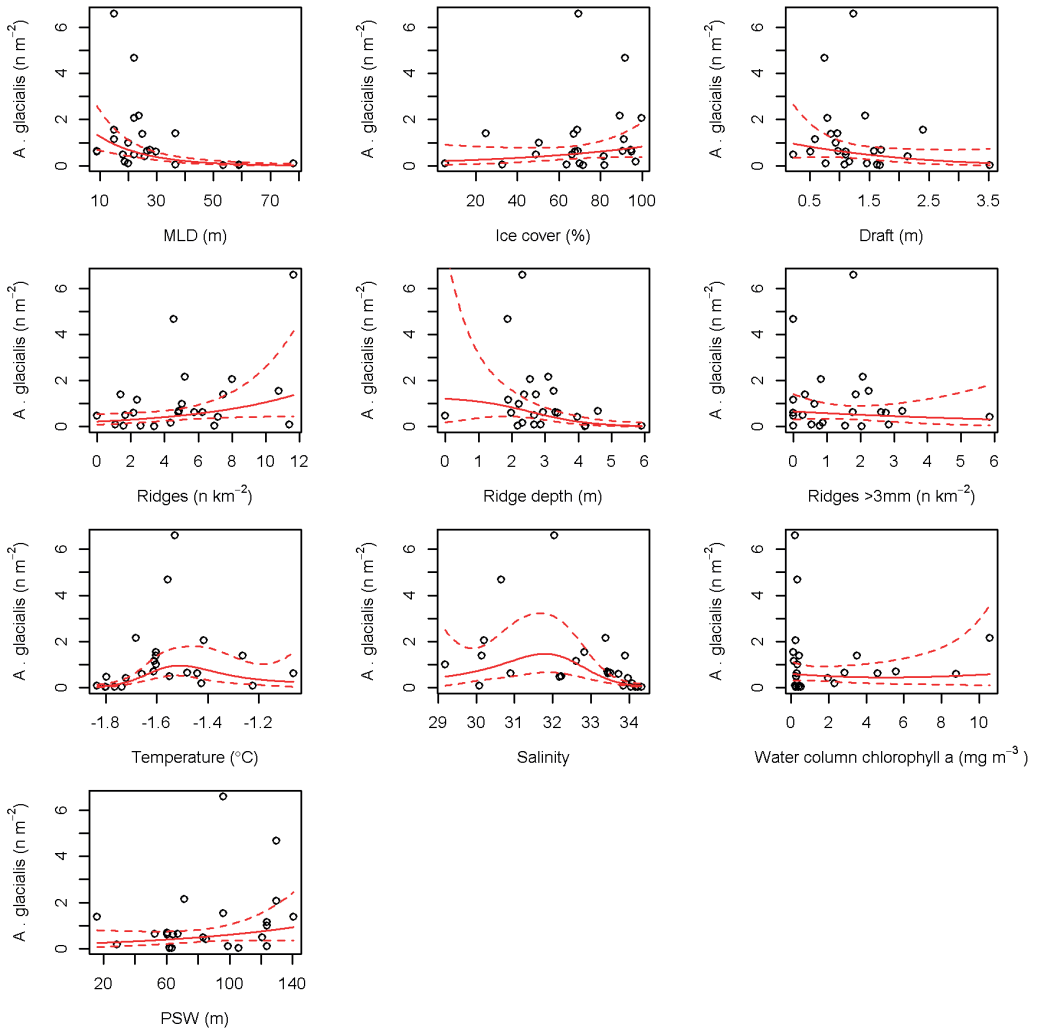 A . glacialis (n m⁻²)
0 2 4 6
10 30 50 70
MLD (m)
A . glacialis (n m⁻²)
0 2 4 6
20 40 60 80 100
Ice cover (%)
A . glacialis (n m⁻²)
0 2 4 6
0.5 1.5 2.5 3.5
Draft (m)
A . glacialis (n m⁻²)
0 2 4 6
0 2 4 6 8 10 12
Ridges (n km⁻²)
A . glacialis (n m⁻²)
0 2 4 6
0 1 2 3 4 5 6
Ridge depth (m)
A . glacialis (n m⁻²)
0 2 4 6
0 1 2 3 4 5 6
Ridges >3mm (n km⁻²)
A . glacialis (n m⁻²)
0 2 4 6
-1.8 -1.6 -1.4 -1.2
Temperature (°C)
A . glacialis (n m⁻²)
0 2 4 6
29 30 31 32 33 34
Salinity
A . glacialis (n m⁻²)
0 2 4 6
0 2 4 6 8 10
Water column chlorophyll a (mg m⁻³ )
A . glacialis (n m⁻²)
0 2 4 6
20 60 100 140
PSW (m)